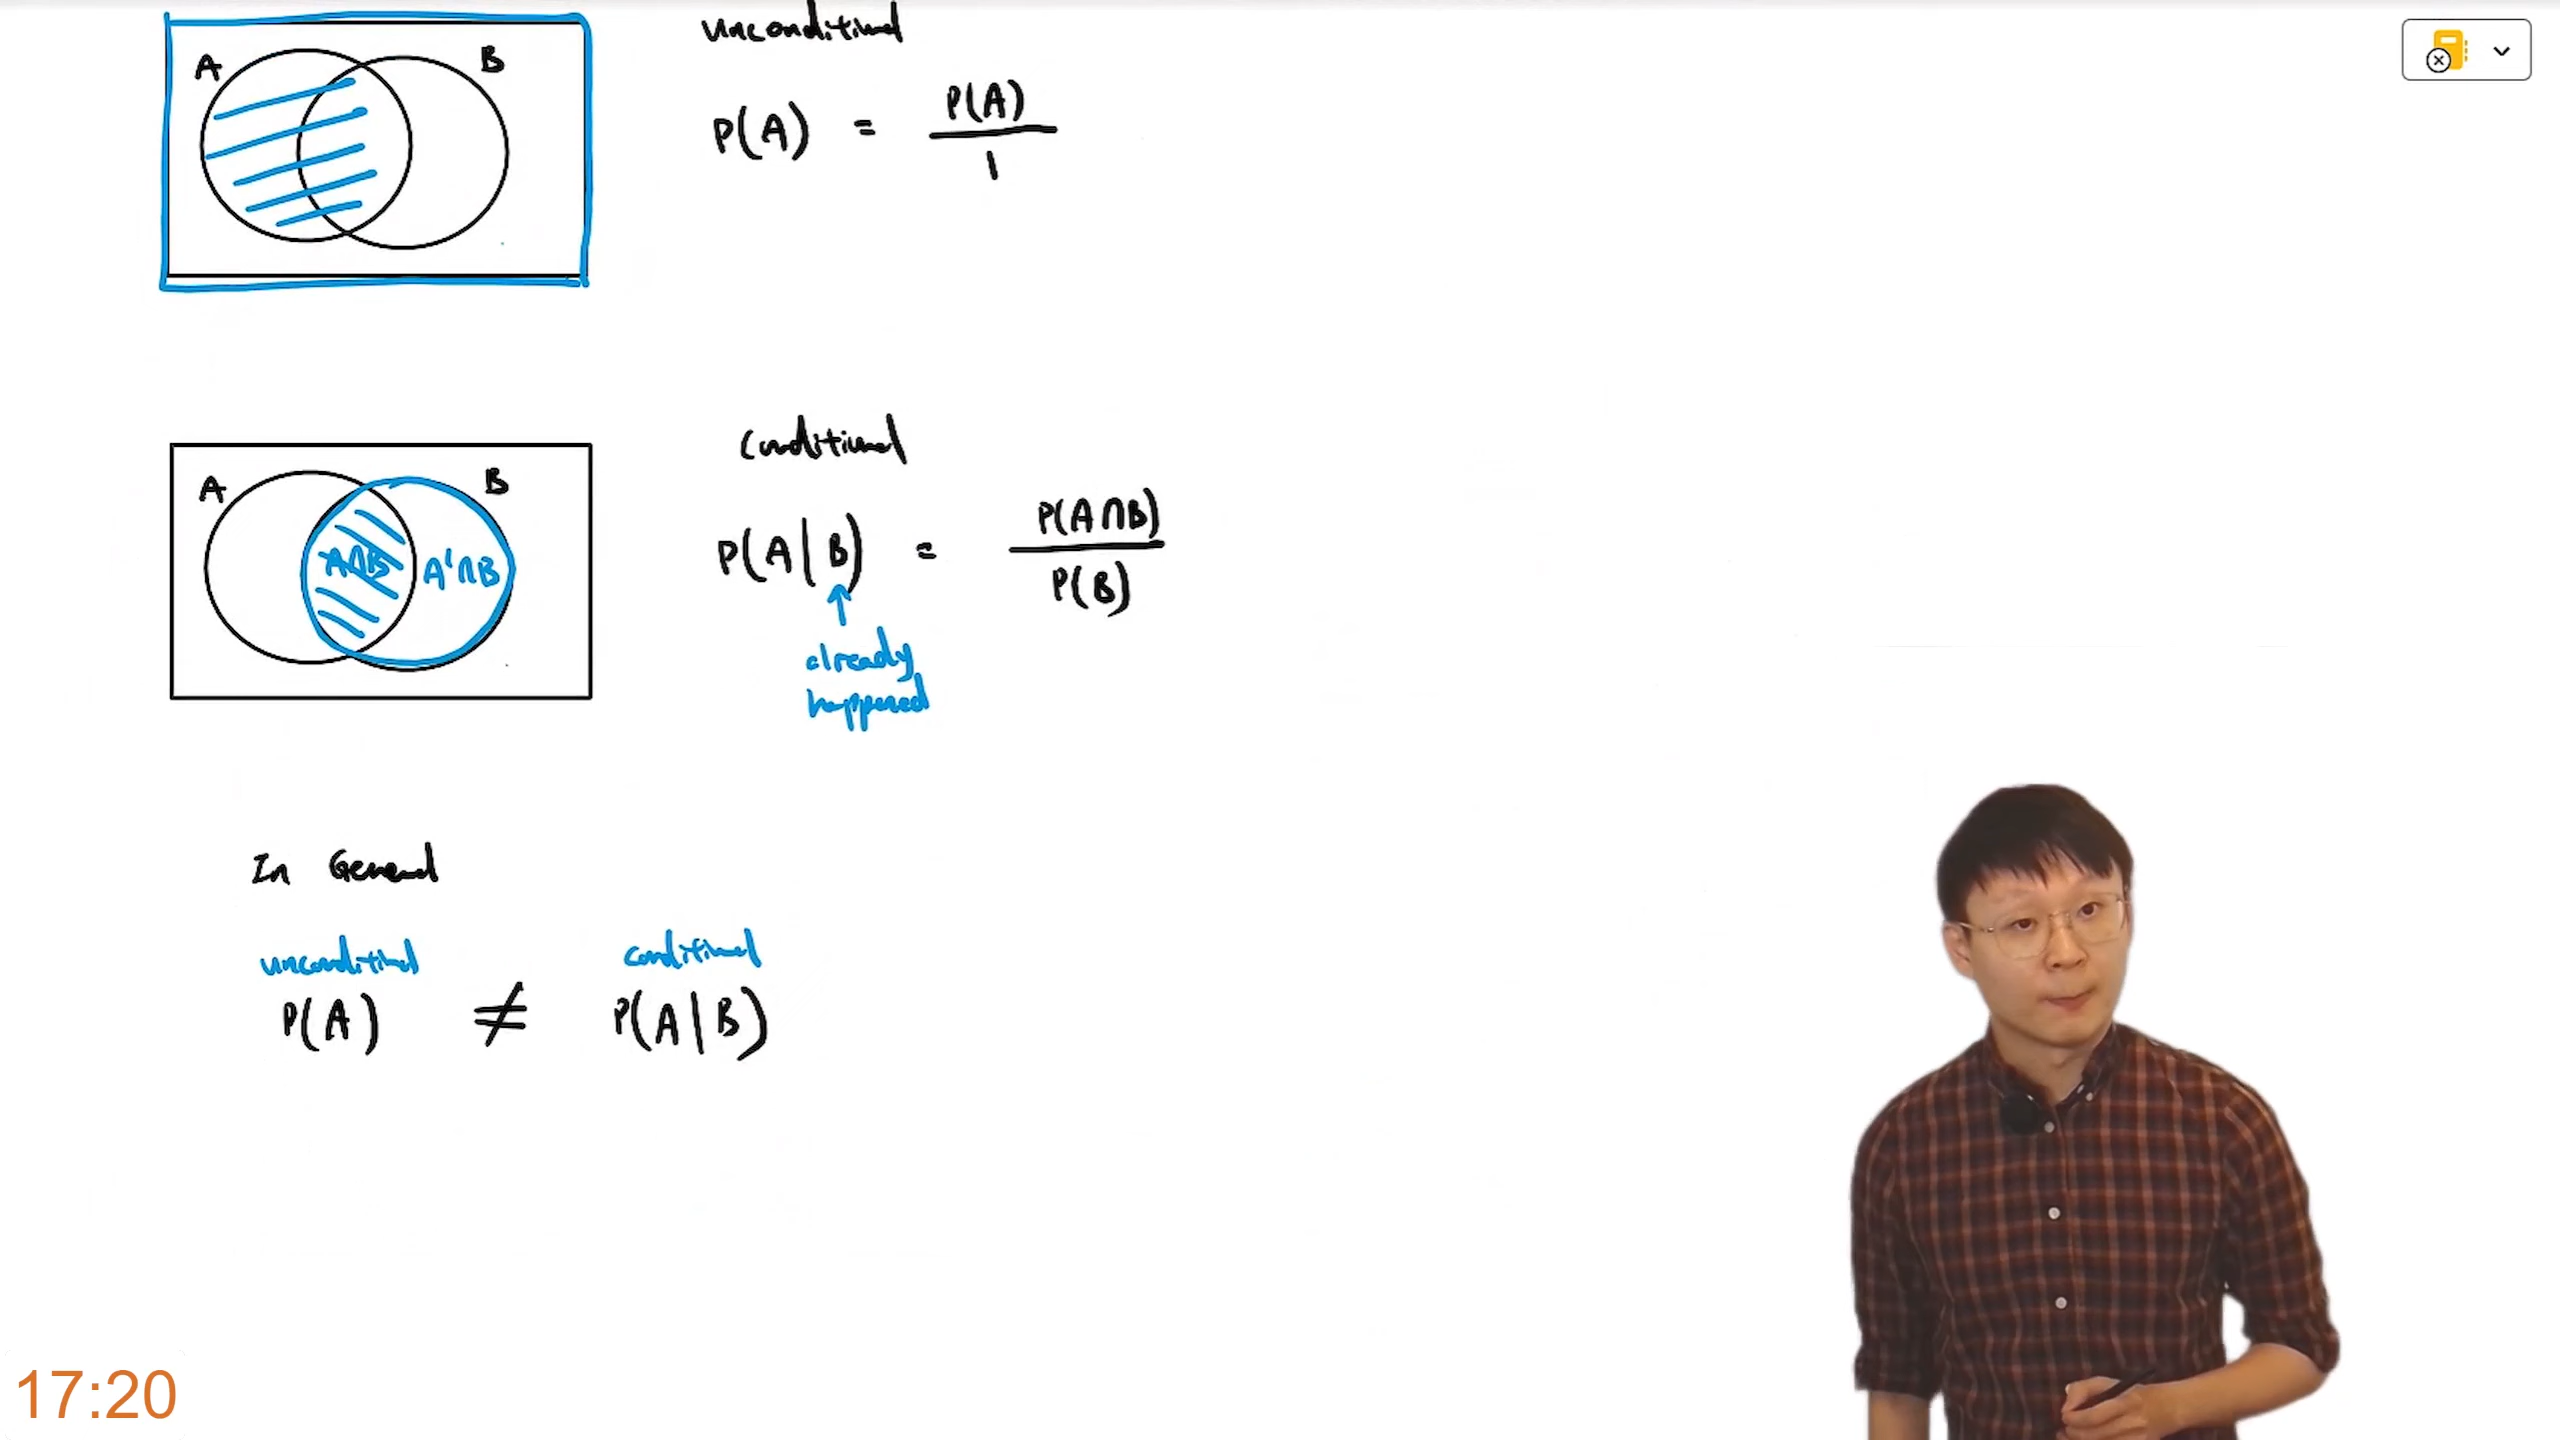 unconditional
A B
P(A) = P(A) / 1
conditional
A B
A∩B A'∩B
P(A|B) = P(A∩B) / P(B)
already
happened
In General
unconditional conditional
P(A) ≠ P(A|B)
17:20